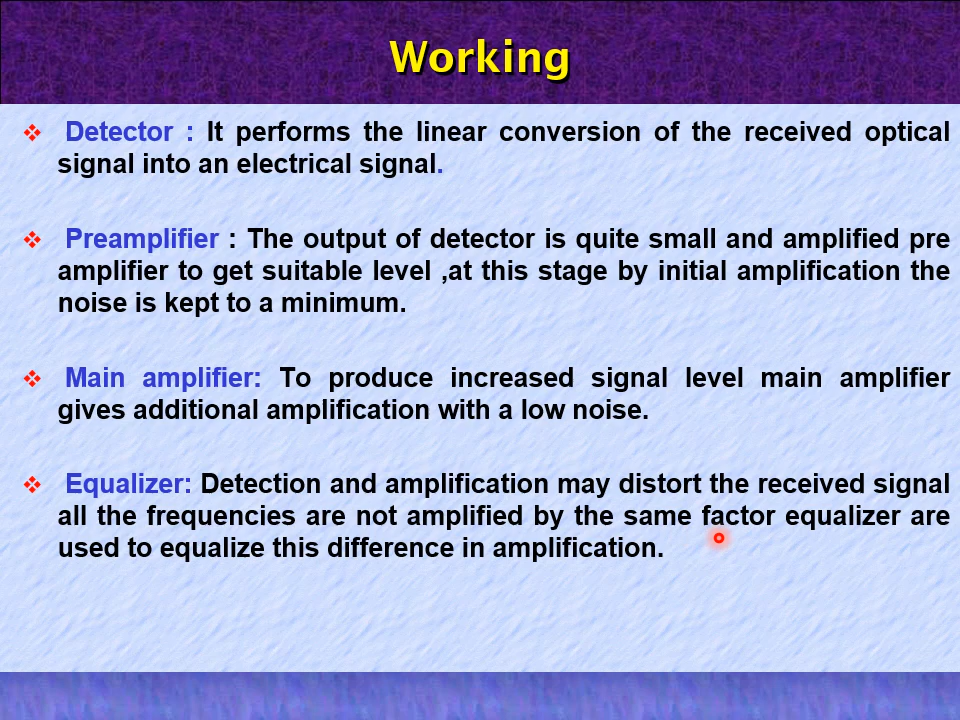 Working
❖ Detector : It performs the linear conversion of the received optical
signal into an electrical signal.
❖ Preamplifier : The output of detector is quite small and amplified pre
amplifier to get suitable level ,at this stage by initial amplification the
noise is kept to a minimum.
❖ Main amplifier: To produce increased signal level main amplifier
gives additional amplification with a low noise.
❖ Equalizer: Detection and amplification may distort the received signal
all the frequencies are not amplified by the same factor equalizer are
used to equalize this difference in amplification.